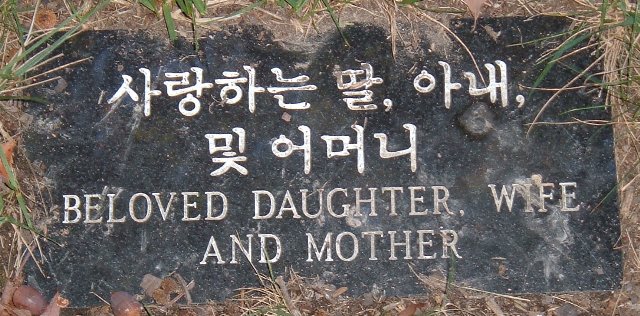 사랑하는 딸, 아내,
및 어머니
BELOVED DAUGHTER, WIFE
AND MOTHER